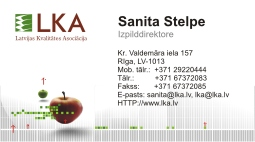 LKA
Latvijas Kvalitātes Asociācija
Sanita Stelpe
Izpilddirektore
Kr. Valdemāra iela 157
Rīga, LV-1013
Mob. tālr.: +371 29220444
Tālr.: +371 67372083
Fakss: +371 67372085
E-pasts: sanita@lka.lv, lka@lka.lv
HTTP://www.lka.lv